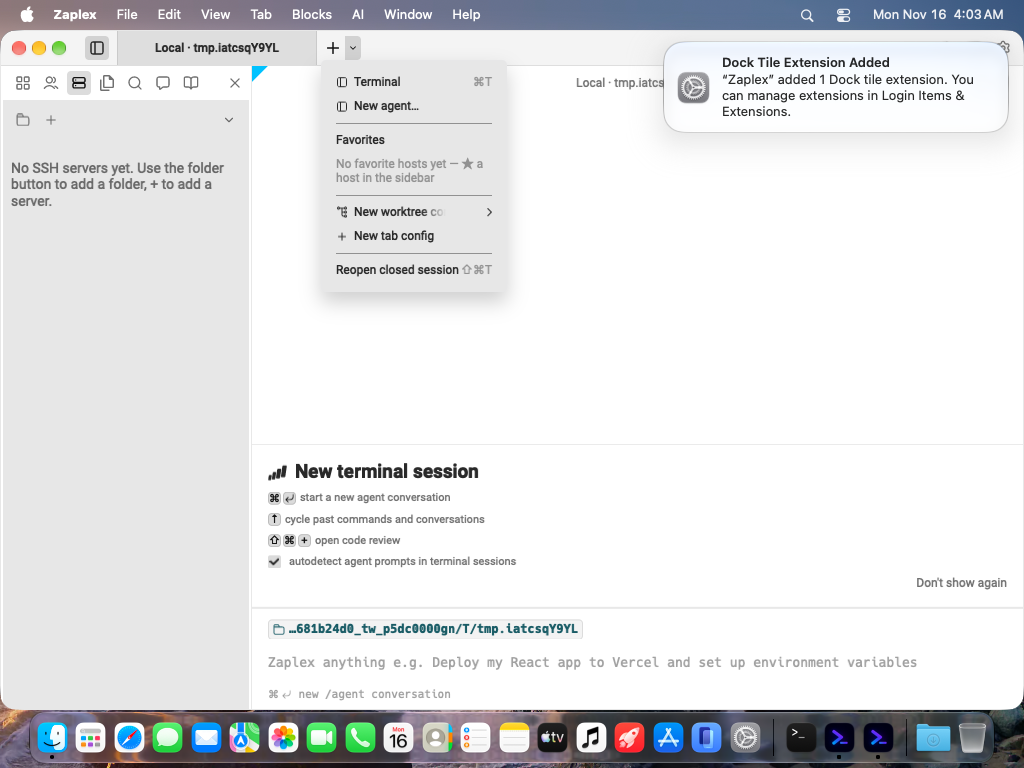 Zaplex File Edit View Tab Blocks AI Window Help Mon Nov 16 4:03 AM
Local · tmp.iatcsqY9YL
Dock Tile Extension Added
“Zaplex” added 1 Dock tile extension. You
can manage extensions in Login Items &
Extensions.
Local · tmp.iatcs
Terminal ⌘T
New agent...
Favorites
No favorite hosts yet — ★ a
host in the sidebar
New worktree co
New tab config
Reopen closed session ⇧⌘T
No SSH servers yet. Use the folder
button to add a folder, + to add a
server.
New terminal session
⌘ ↵ start a new agent conversation
↑ cycle past commands and conversations
⇧ ⌘ + open code review
autodetect agent prompts in terminal sessions
Don't show again
…681b24d0_tw_p5dc0000gn/T/tmp.iatcsqY9YL
Zaplex anything e.g. Deploy my React app to Vercel and set up environment variables
⌘ ↵ new /agent conversation
Mon
16
tv